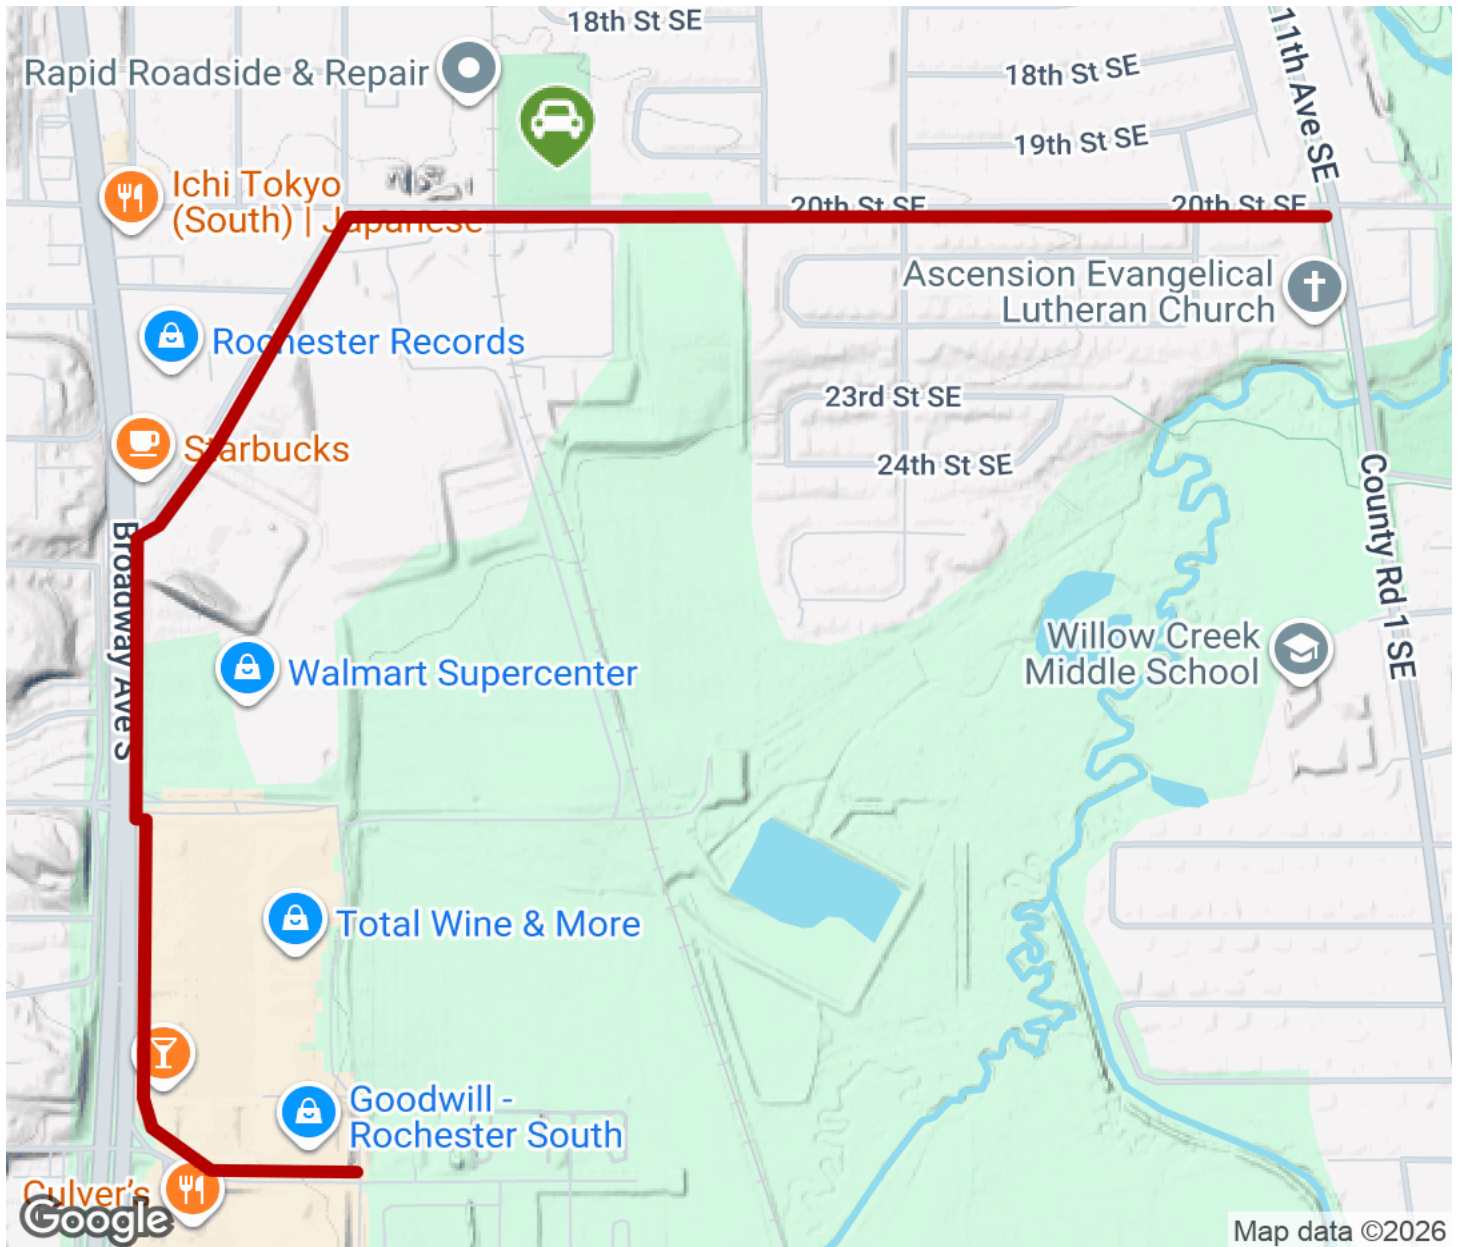 18th St SE
11th Ave SE
Rapid Roadside & Repair
18th St SE
19th St SE
Ichi Tokyo
(South) | Japanese
20th St SE
20th St SE
Ascension Evangelical
Lutheran Church
Rochester Records
23rd St SE
Starbucks
24th St SE
County Rd 1 SE
Broadway Ave S
Willow Creek
Middle School
Walmart Supercenter
Total Wine & More
Goodwill -
Rochester South
Culver's
Google
Map data ©2026